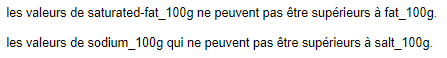 les valeurs de saturated-fat_100g ne peuvent pas être supérieurs à fat_100g.
les valeurs de sodium_100g qui ne peuvent pas être supérieurs à salt_100g.